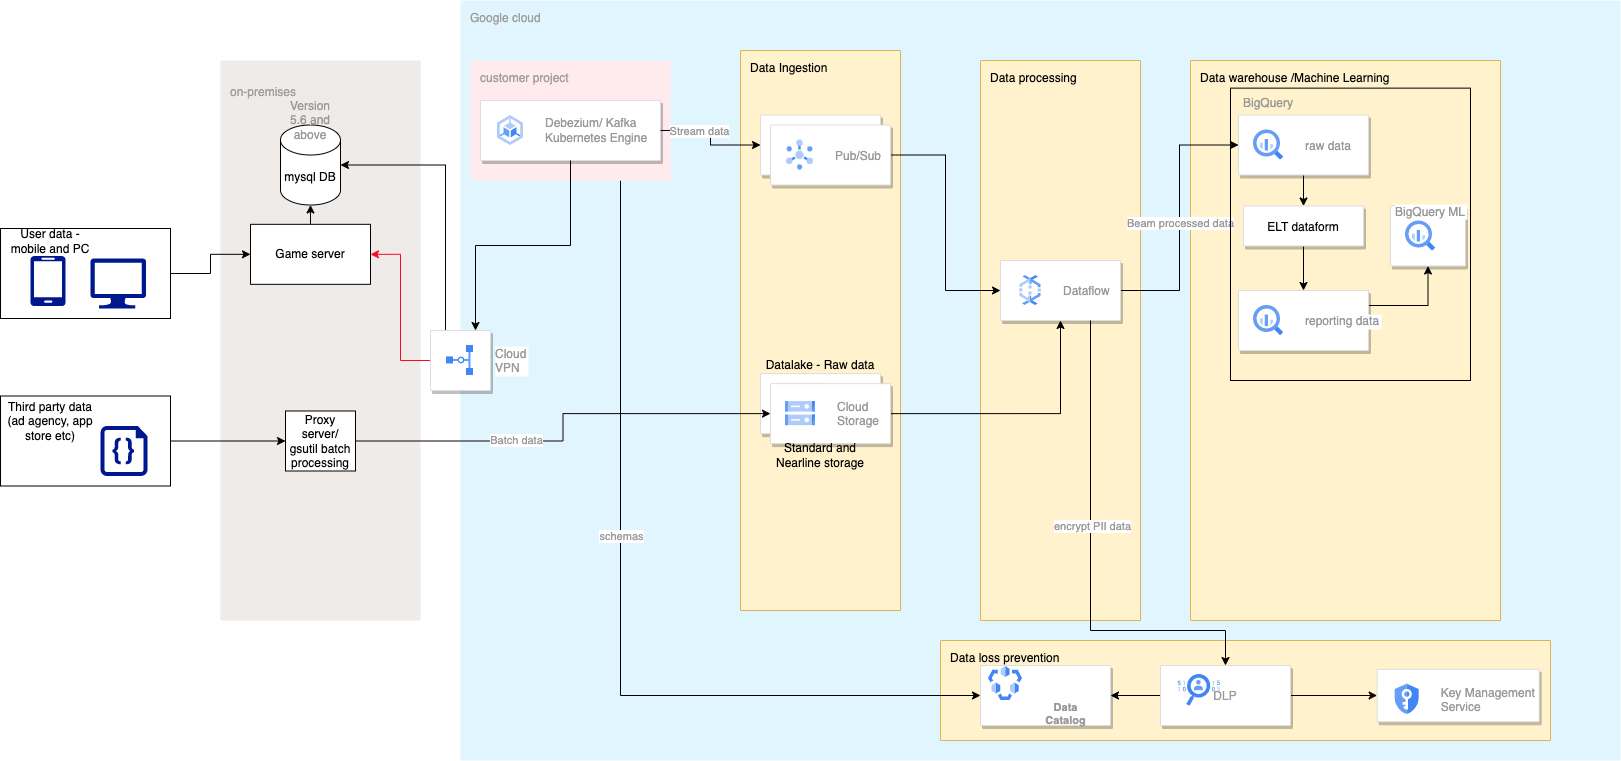 Google cloud
on-premises
Version
5.6 and
above
mysql DB
User data -
mobile and PC
Game server
Third party data
(ad agency, app
store etc)
{}
Proxy
server/
gsutil batch
processing
Cloud
VPN
customer project
Debezium/ Kafka
Kubernetes Engine
Stream data
Batch data
schemas
Data Ingestion
Pub/Sub
Datalake - Raw data
Cloud
Storage
Standard and
Nearline storage
Data processing
Dataflow
Beam processed data
encrypt PII data
Data warehouse /Machine Learning
BigQuery
raw data
ELT dataform
BigQuery ML
reporting data
Data loss prevention
Data
Catalog
DLP
Key Management
Service